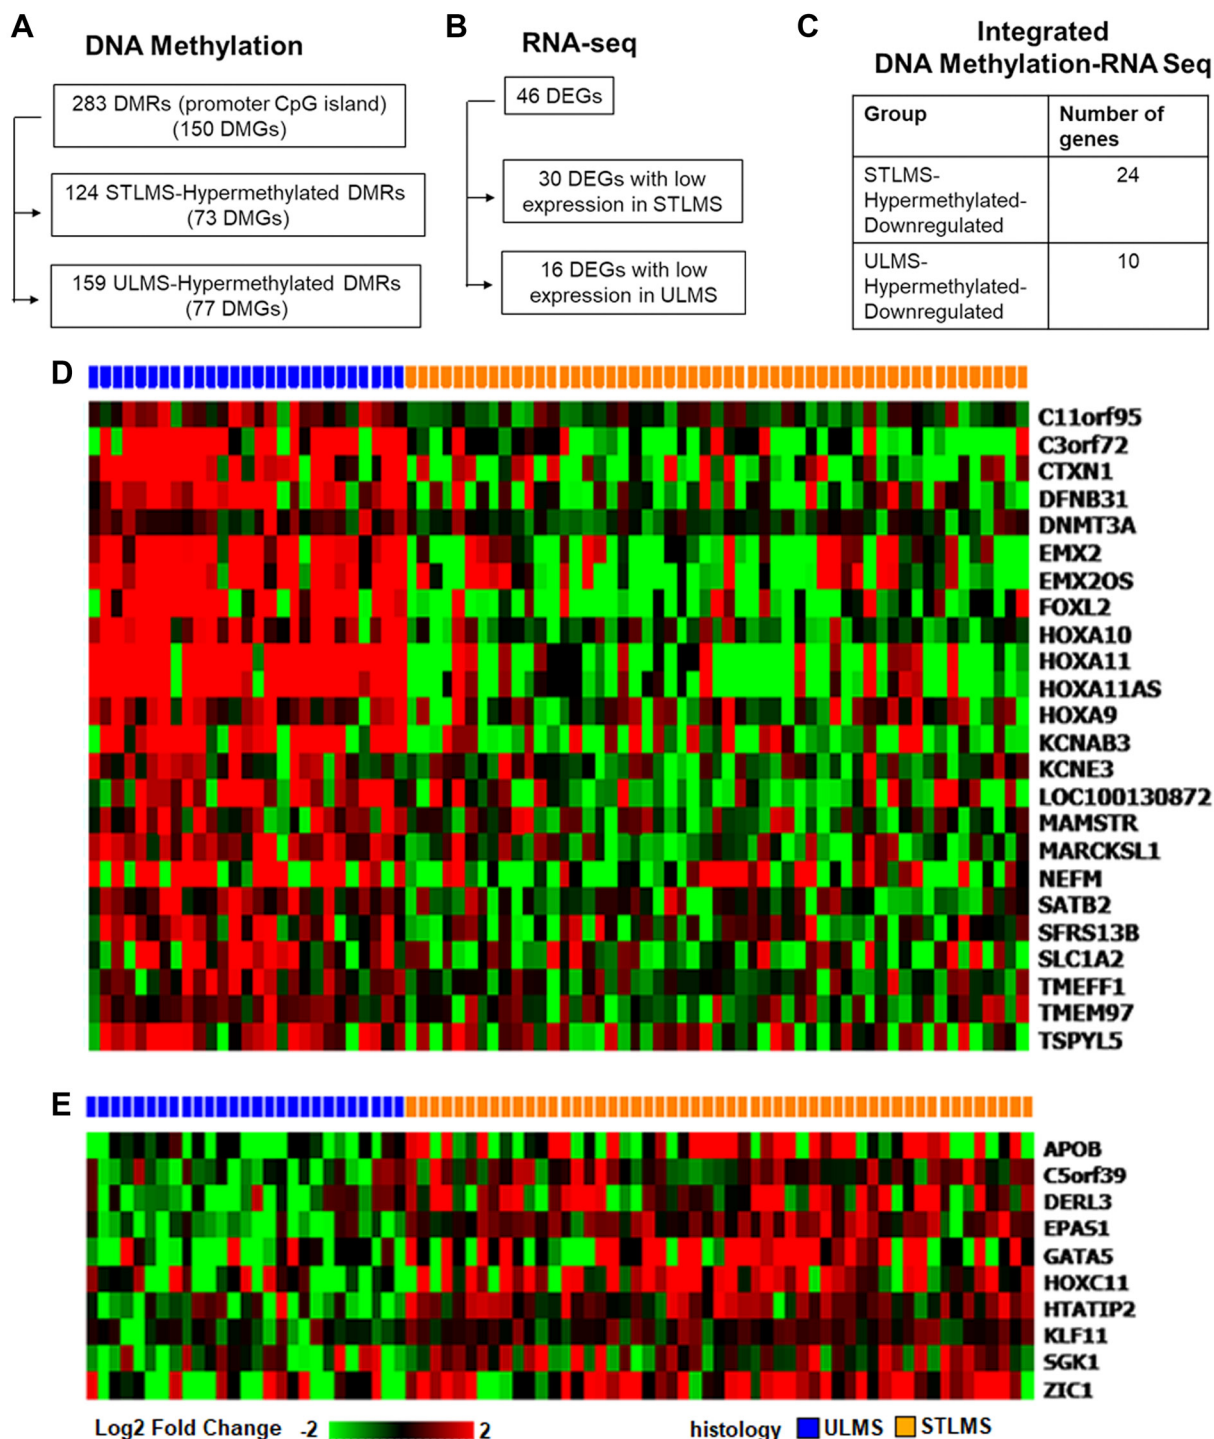 A
DNA Methylation
283 DMRs (promoter CpG island)
(150 DMGs)
124 STLMS-Hypermethylated DMRs
(73 DMGs)
159 ULMS-Hypermethylated DMRs
(77 DMGs)
B
RNA-seq
46 DEGs
30 DEGs with low
expression in STLMS
16 DEGs with low
expression in ULMS
C
Integrated
DNA Methylation-RNA Seq
Group
Number of
genes
STLMS-
Hypermethylated-
Downregulated
24
ULMS-
Hypermethylated-
Downregulated
10
D
C11orf95
C3orf72
CTXN1
DFNB31
DNMT3A
EMX2
EMX2OS
FOXL2
HOXA10
HOXA11
HOXA11AS
HOXA9
KCNAB3
KCNE3
LOC100130872
MAMSTR
MARCKSL1
NEFM
SATB2
SFRS13B
SLC1A2
TMEFF1
TMEM97
TSPYL5
E
APOB
C5orf39
DERL3
EPAS1
GATA5
HOXC11
HTATIP2
KLF11
SGK1
ZIC1
Log2 Fold Change -2 2
histology ULMS STLMS